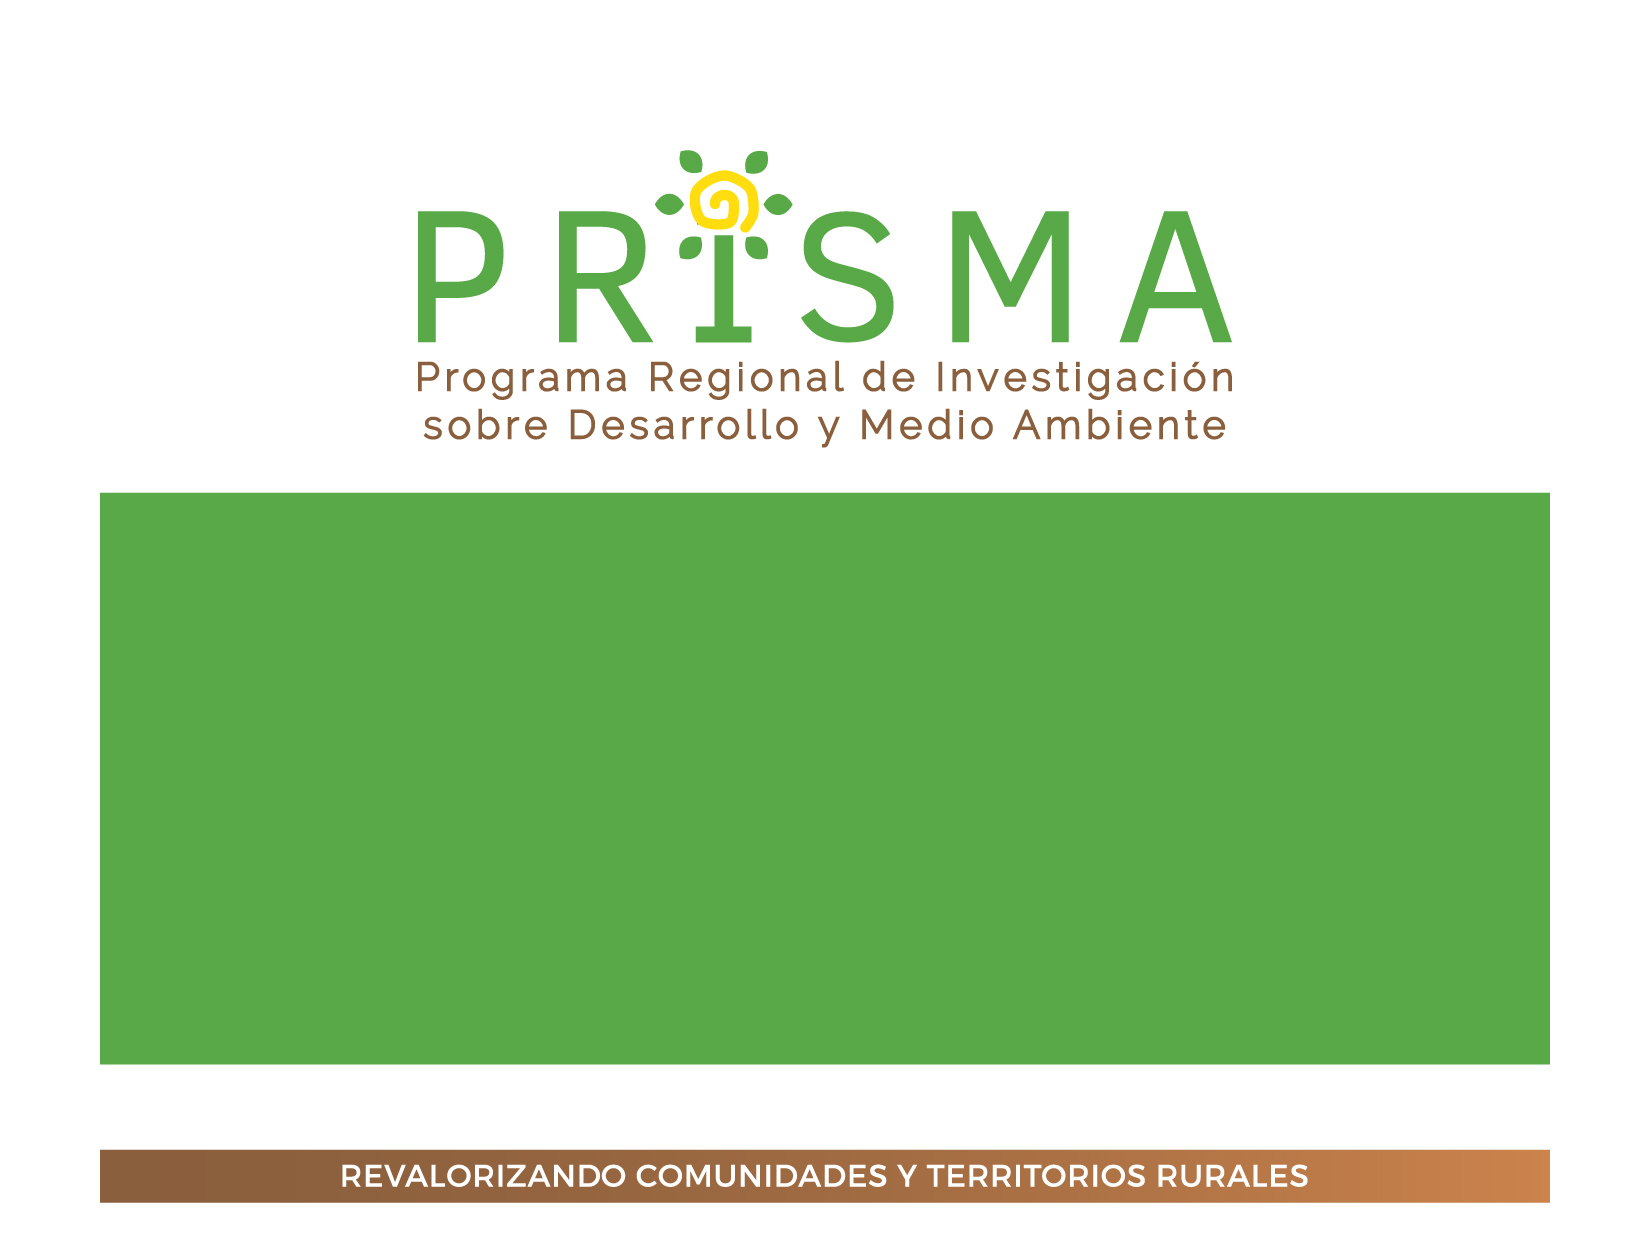 PRISMA
Programa Regional de Investigación
sobre Desarrollo y Medio Ambiente
REVALORIZANDO COMUNIDADES Y TERRITORIOS RURALES